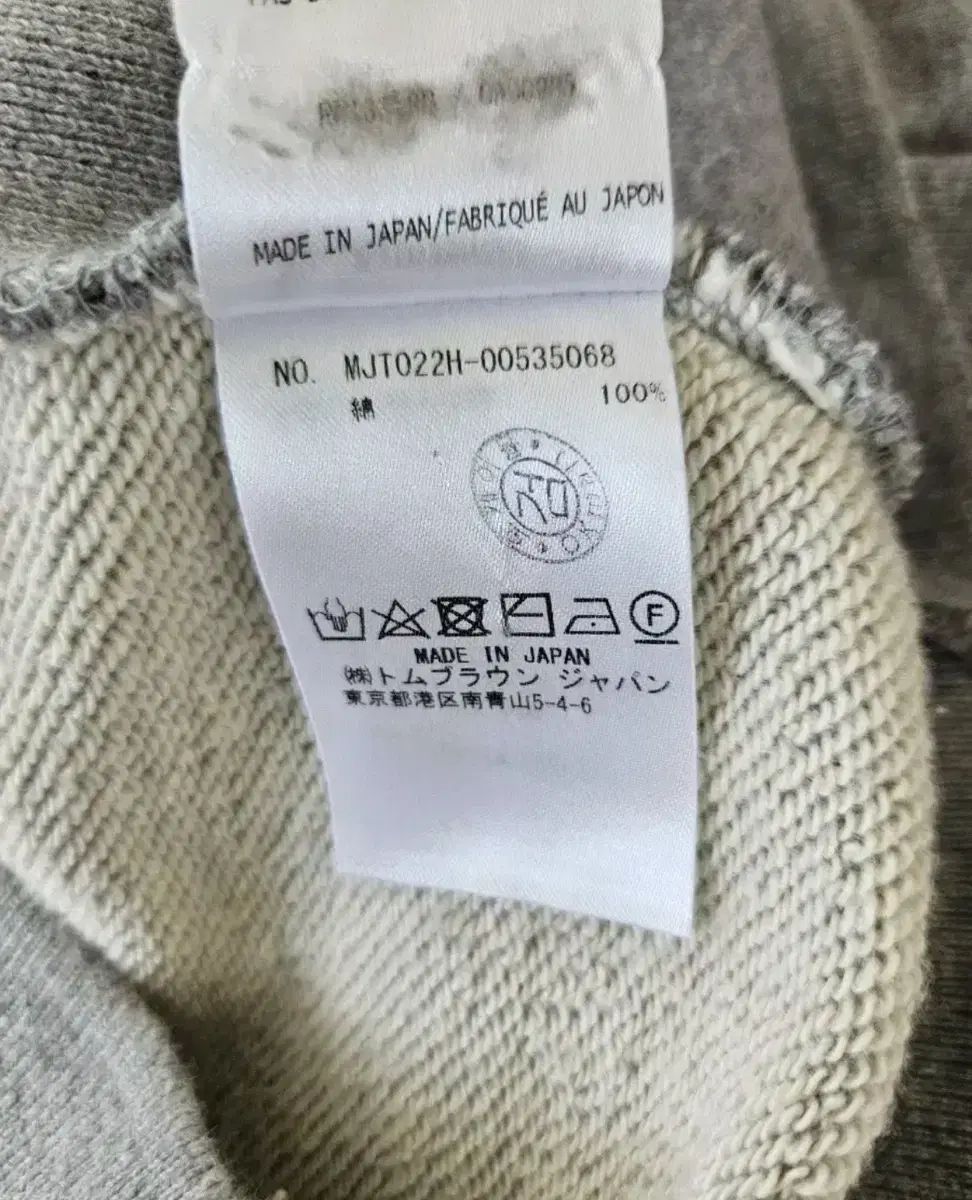 MADE IN JAPAN/FABRIQUÉ AU JAPON
NO. MJT022H-00535068
綿 100%
F
MADE IN JAPAN
㈱トムブラウン ジャパン
東京都港区南青山5-4-6